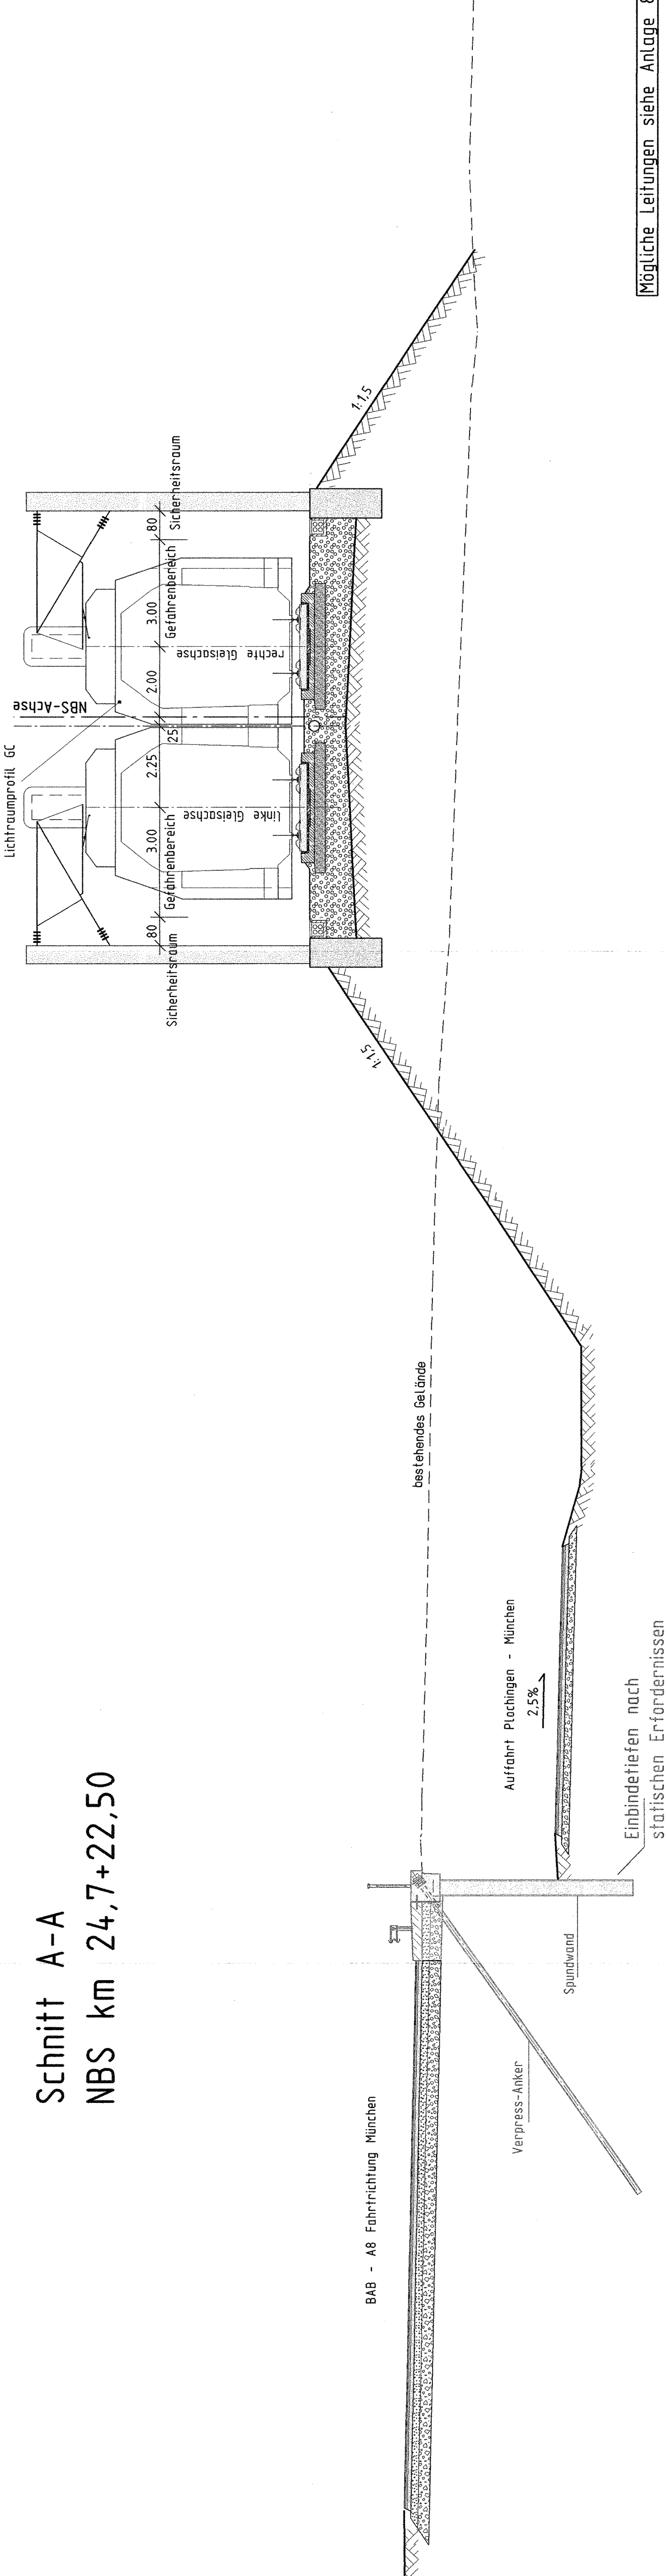 Schnitt A-A
NBS km 24,7+22,50
Lichtraumprofil GC
NBS-Achse
80
3.00
2.25
25
2.00
3.00
80
Sicherheitsraum
Gefahrenbereich
Gefahrenbereich
Sicherheitsraum
linke Gleisachse
rechte Gleisachse
1:1,5
1:1,5
BAB - A8 Fahrtrichtung München
bestehendes Gelände
Auffahrt Plochingen - München
2,5%
Verpress-Anker
Spundwand
Einbindetiefen nach
statischen Erfordernissen
Mögliche Leitungen siehe Anlage